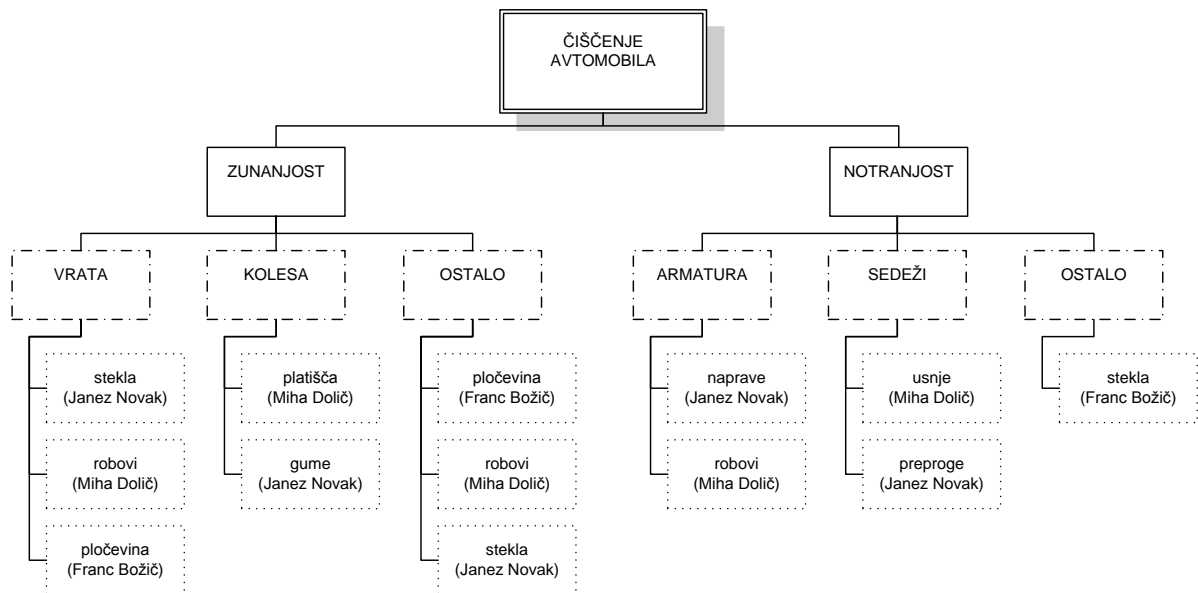 ČIŠČENJE
AVTOMOBILA
ZUNANJOST
NOTRANJOST
VRATA
KOLESA
OSTALO
ARMATURA
SEDEŽI
OSTALO
stekla
(Janez Novak)
platišča
(Miha Dolič)
pločevina
(Franc Božič)
naprave
(Janez Novak)
usnje
(Miha Dolič)
stekla
(Franc Božič)
robovi
(Miha Dolič)
gume
(Janez Novak)
robovi
(Miha Dolič)
robovi
(Miha Dolič)
preproge
(Janez Novak)
pločevina
(Franc Božič)
stekla
(Janez Novak)